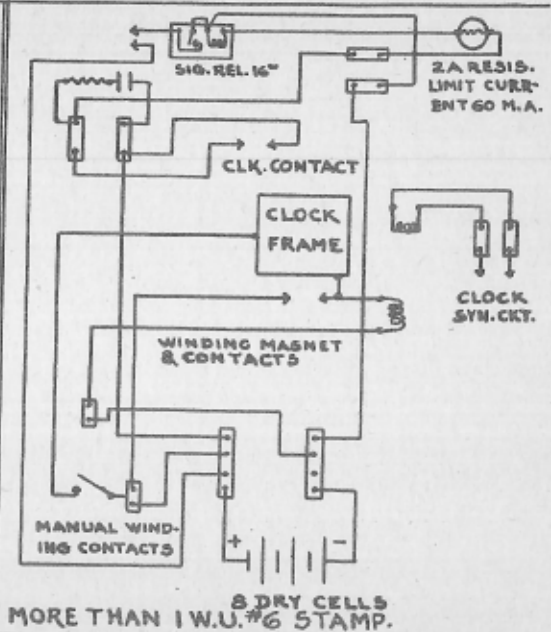 SIG. REL. 16ω
2A RESIS.
LIMIT CURR-
ENT 60 M.A.
CLK. CONTACT
CLOCK
FRAME
CLOCK
SYN. CKT.
WINDING MAGNET
& CONTACTS
MANUAL WIND-
ING CONTACTS
+ −
8 DRY CELLS
MORE THAN 1 W.U. #6 STAMP.